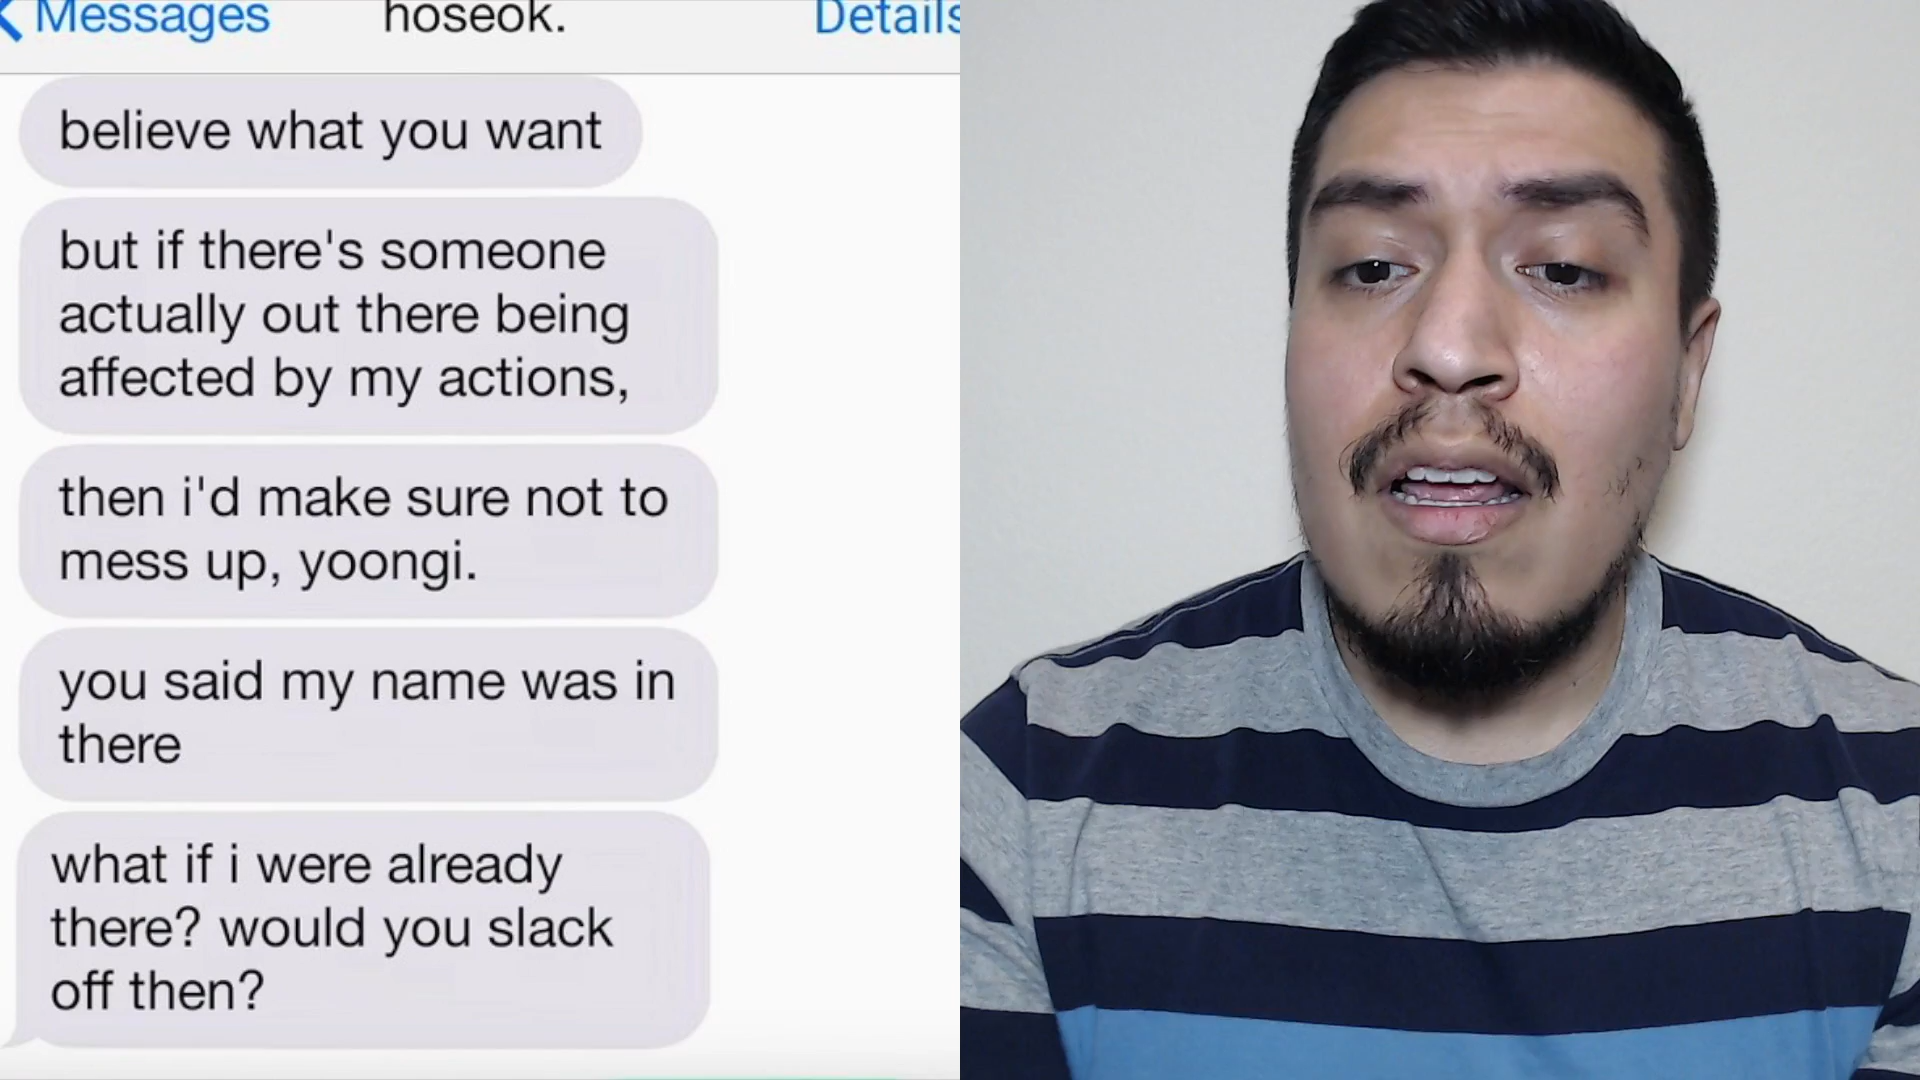 Messages hoseok. Details
believe what you want
but if there's someone
actually out there being
affected by my actions,
then i'd make sure not to
mess up, yoongi.
you said my name was in
there
what if i were already
there? would you slack
off then?